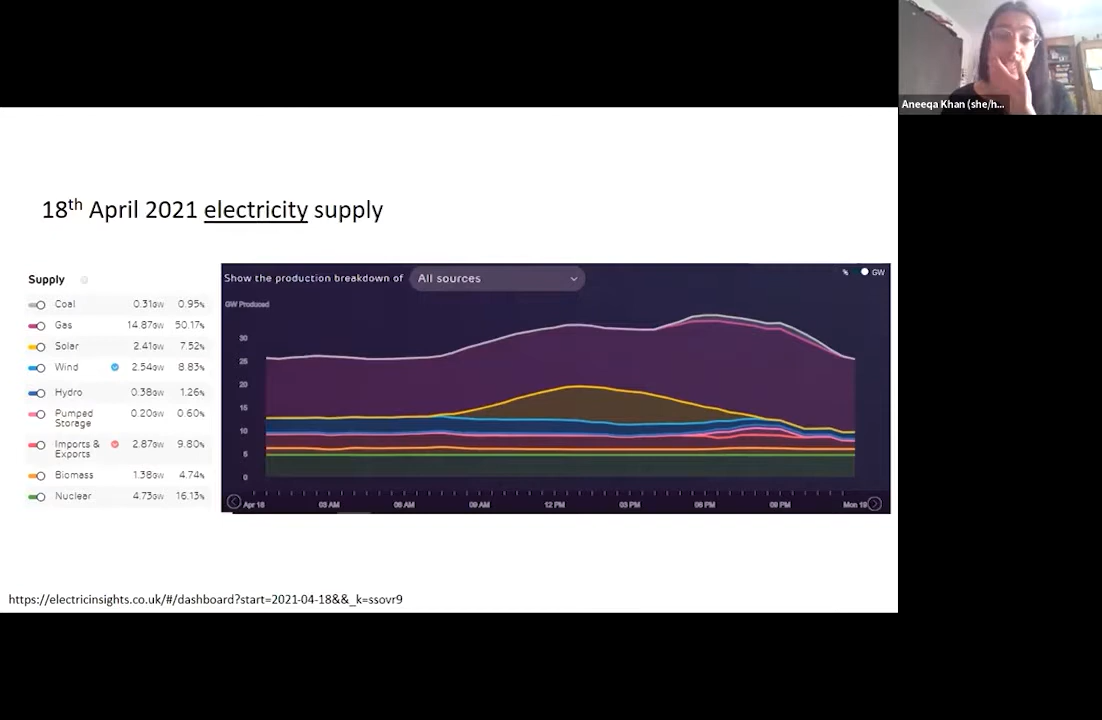 Aneeqa Khan (she/h...
18th April 2021 electricity supply
Supply
Coal 0.31GW 0.95%
Gas 14.87GW 50.17%
Solar 2.41GW 7.52%
Wind 2.54GW 8.83%
Hydro 0.38GW 1.26%
Pumped Storage 0.20GW 0.60%
Imports & Exports 2.87GW 9.80%
Biomass 1.38GW 4.74%
Nuclear 4.73GW 16.13%
Show the production breakdown of All sources
% GW
GW Produced
30
25
20
15
10
5
0
Apr 18 03 AM 06 AM 09 AM 12 PM 03 PM 06 PM 09 PM Mon 19
https://electricinsights.co.uk/#/dashboard?start=2021-04-18&&_k=ssovr9